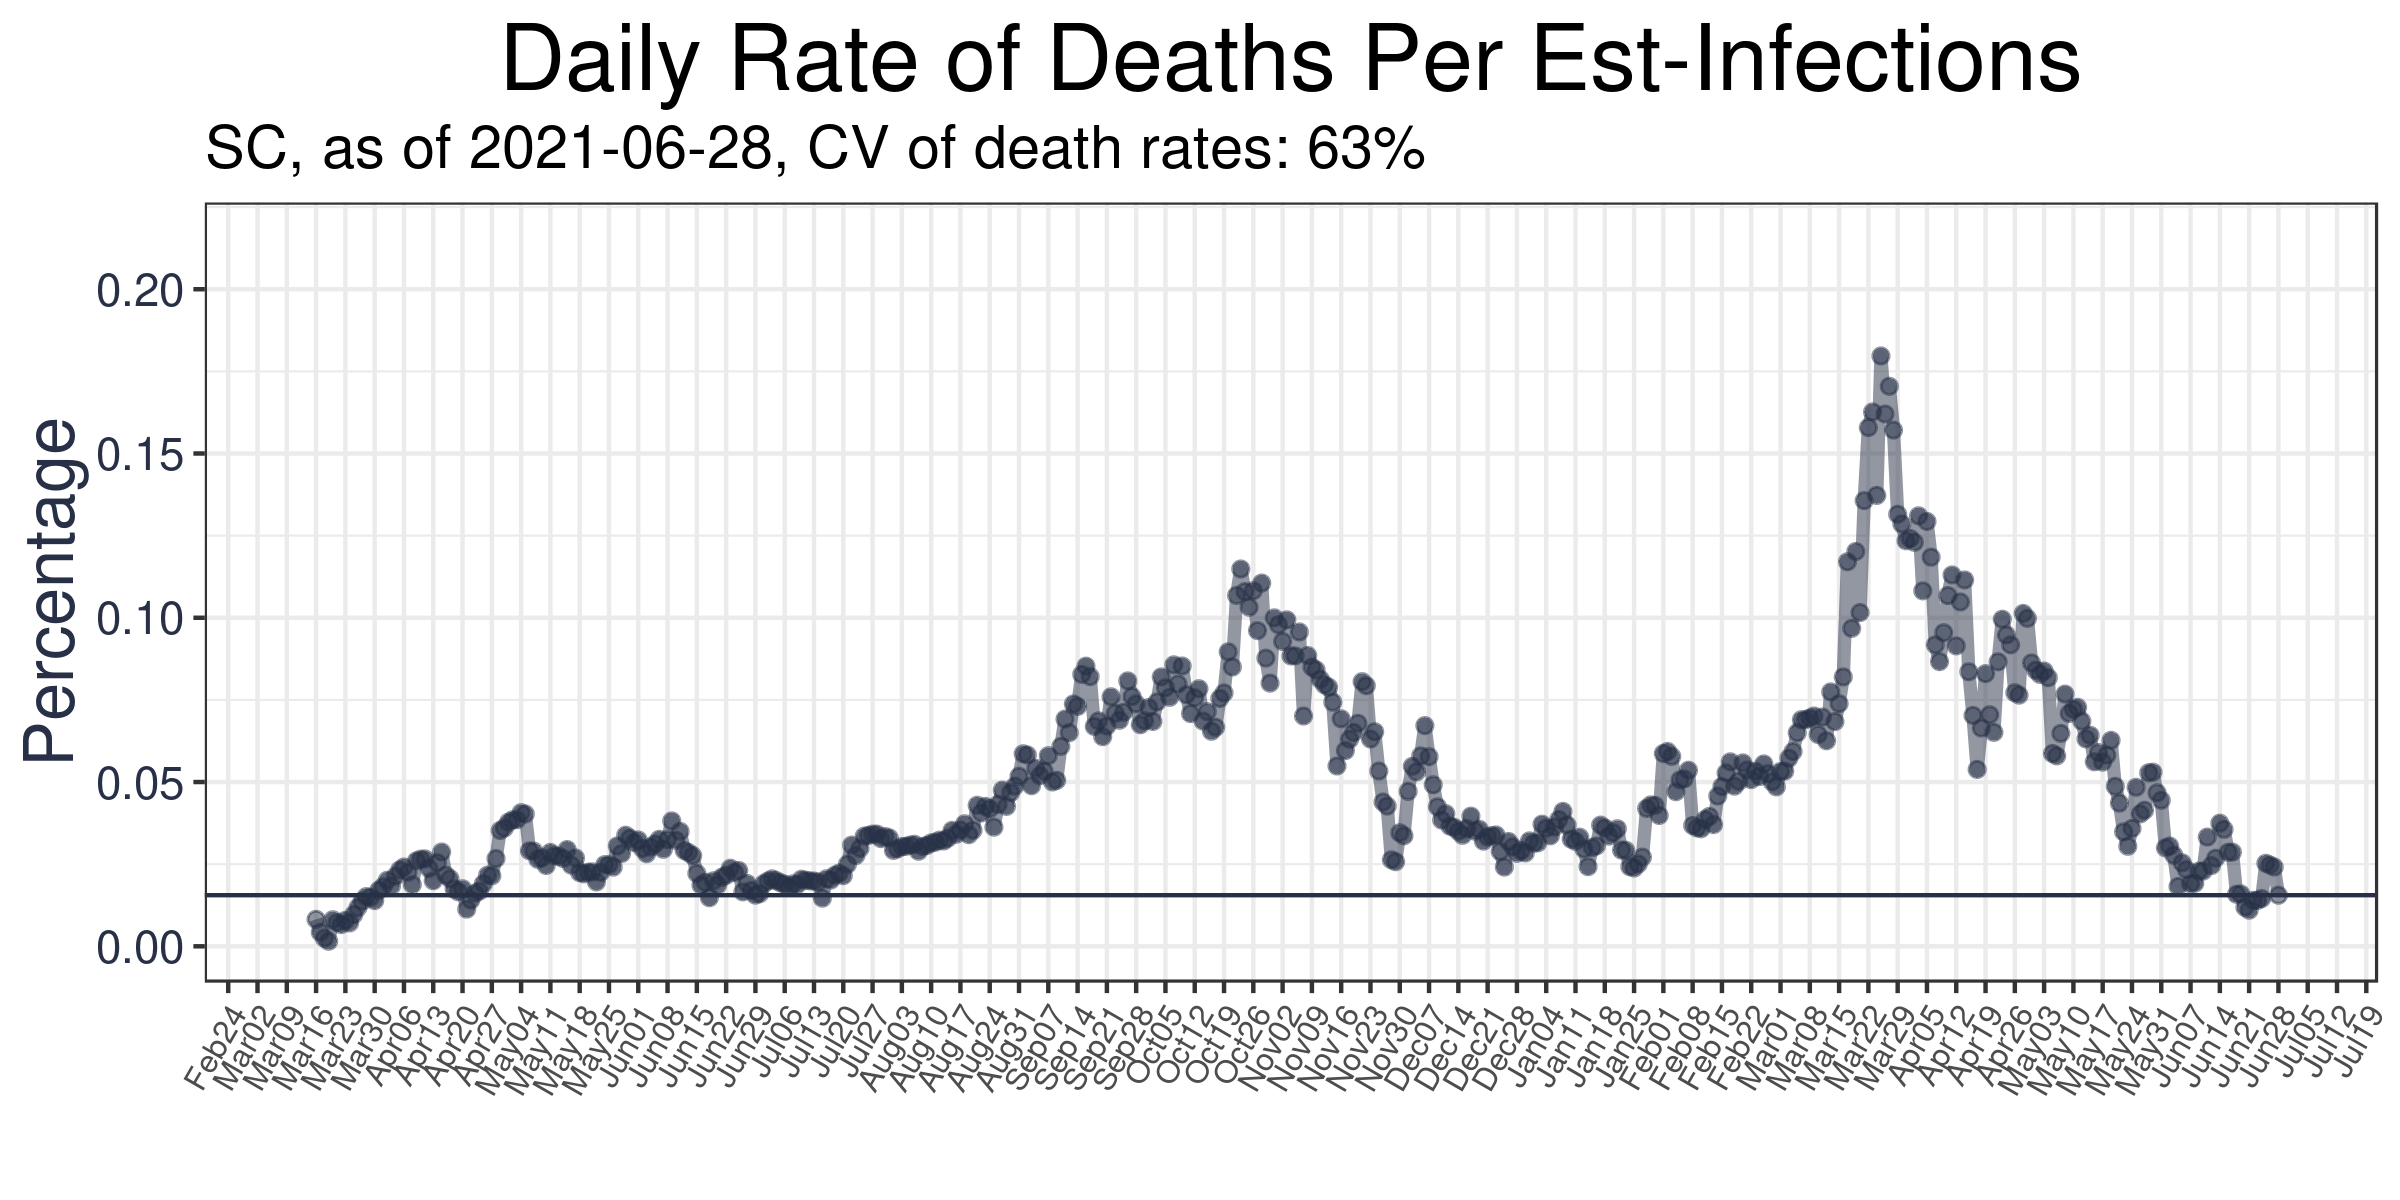 Daily Rate of Deaths Per Est-Infections
SC, as of 2021-06-28, CV of death rates: 63%
Percentage
0.20
0.15
0.10
0.05
0.00
Feb24 Mar02 Mar09 Mar16 Mar23 Mar30 Apr06 Apr13 Apr20 Apr27 May04 May11 May18 May25 Jun01 Jun08 Jun15 Jun22 Jun29 Jul06 Jul13 Jul20 Jul27 Aug03 Aug10 Aug17 Aug24 Aug31 Sep07 Sep14 Sep21 Sep28 Oct05 Oct12 Oct19 Oct26 Nov02 Nov09 Nov16 Nov23 Nov30 Dec07 Dec14 Dec21 Dec28 Jan04 Jan11 Jan18 Jan25 Feb01 Feb08 Feb15 Feb22 Mar01 Mar08 Mar15 Mar22 Mar29 Apr05 Apr12 Apr19 Apr26 May03 May10 May17 May24 May31 Jun07 Jun14 Jun21 Jun28 Jul05 Jul12 Jul19